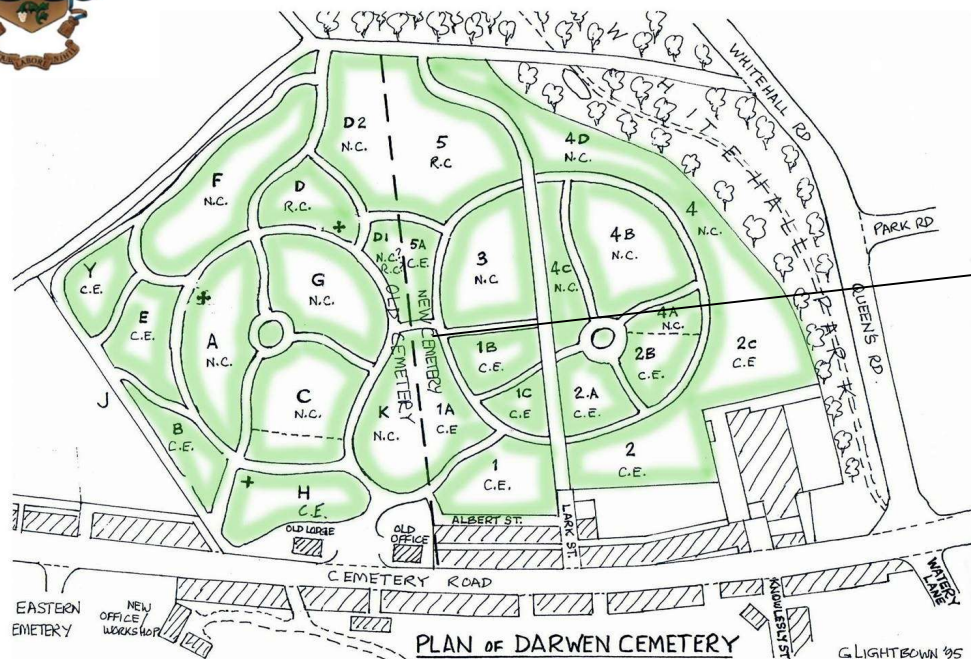 WHITEHALL RD
WHITEHALL PARK
PARK RD
QUEEN'S RD.
D2
N.C.
5
R.C
4D
N.C.
F
N.C.
D
R.C.
4
N.C.
4B
N.C.
D1
N.C.?
R.C.
5A
C.E.
3
N.C
4C
N.C
Y
C.E.
G
N.C.
OLD CEMETERY
NEW CEMETERY
E
C.E.
A
N.C.
4A
N.C.
1B
C.E.
2B
C.E.
2C
C.E
J
C
N.C.
K
N.C.
1A
C.E
1C
C.E
2.A
C.E.
B
C.E.
1
C.E.
2
C.E.
H
C.E.
OLD LODGE
OLD
OFFICE
ALBERT ST.
LARK ST.
CEMETERY ROAD
WATERY
LANE
EASTERN
EMETERY
NEW
OFFICE/
WORKSHOP
KNOWLESLY ST
PLAN OF DARWEN CEMETERY
G LIGHTBOWN '95